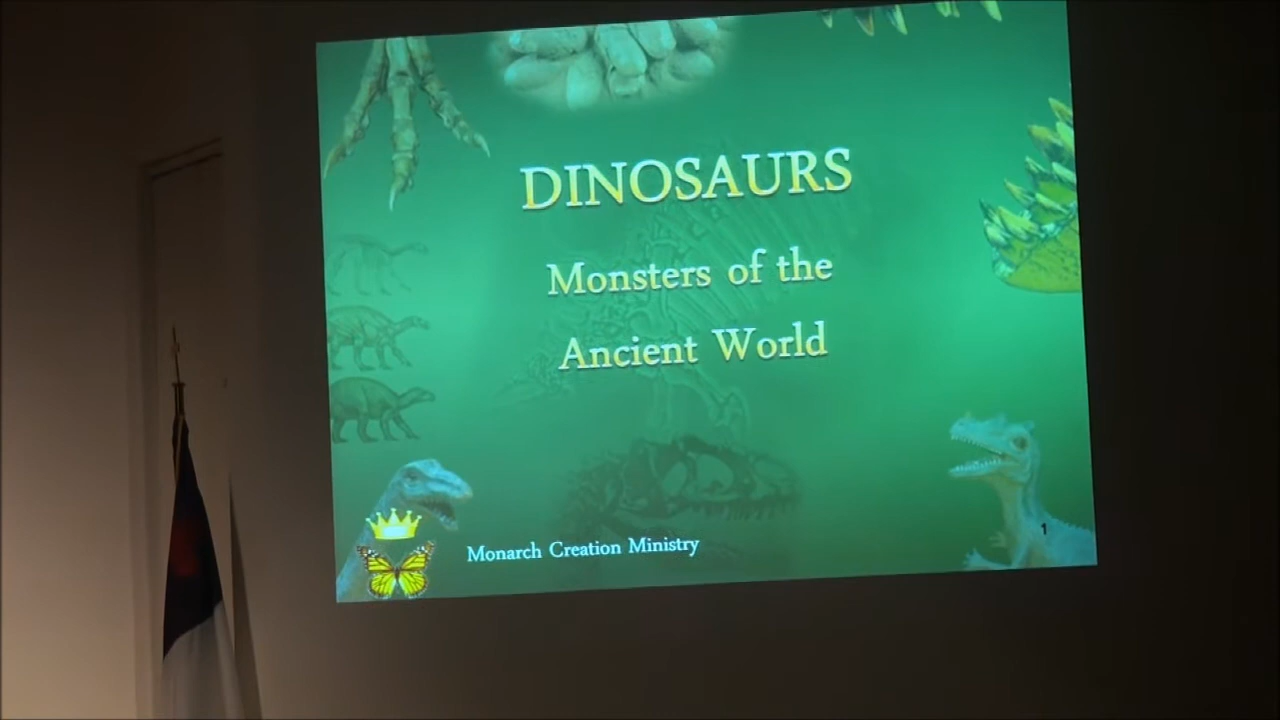 DINOSAURS
Monsters of the
Ancient World
1
Monarch Creation Ministry